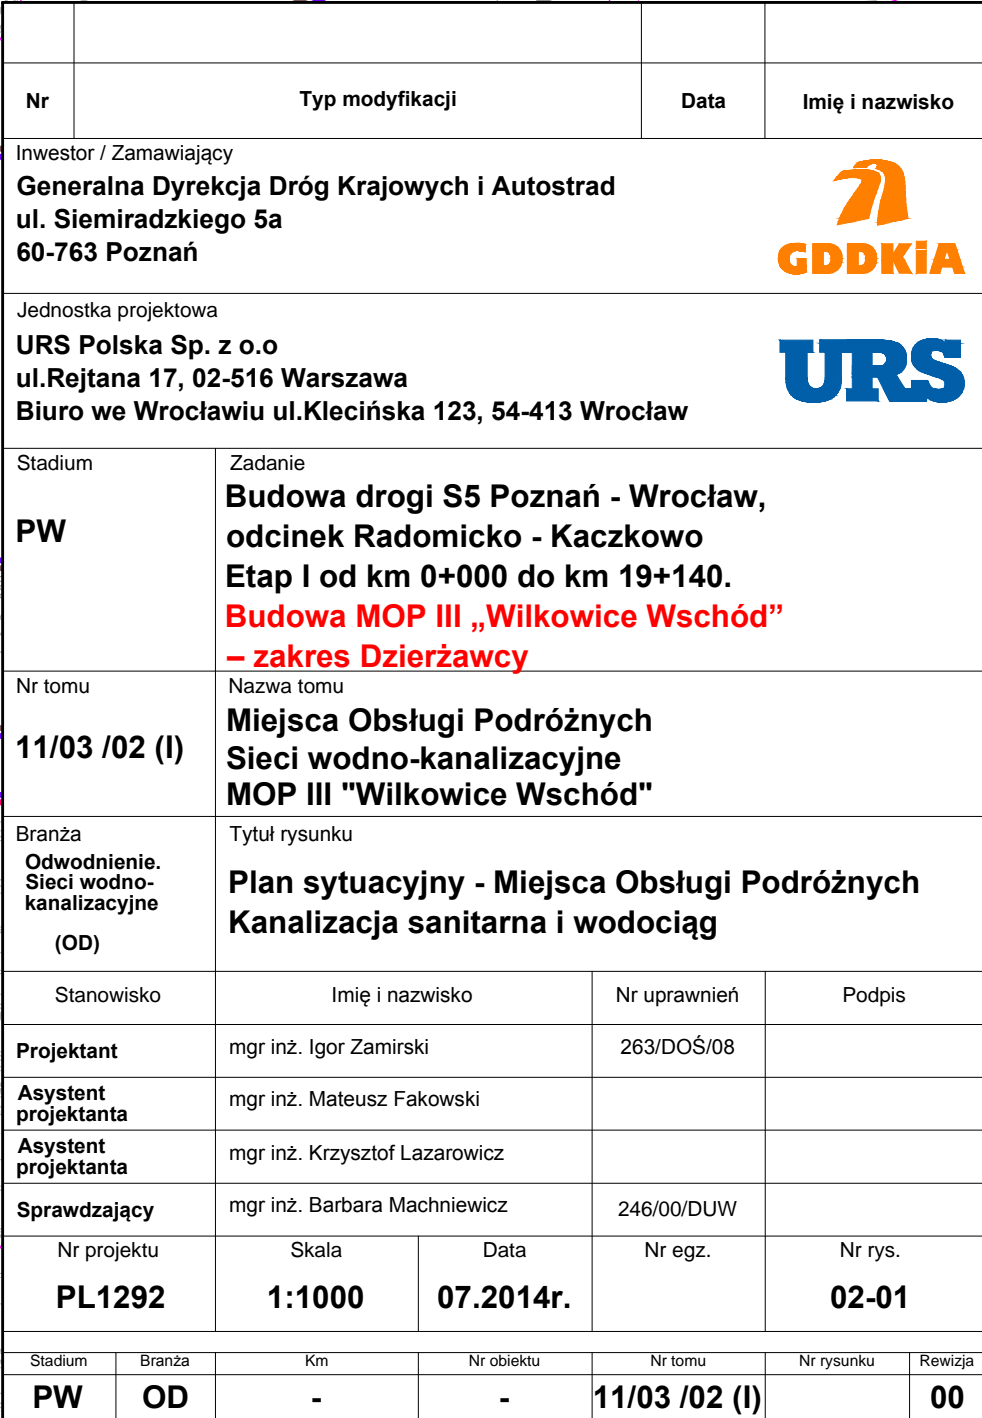 Nr Typ modyfikacji Data Imię i nazwisko
Inwestor / Zamawiający
Generalna Dyrekcja Dróg Krajowych i Autostrad
ul. Siemiradzkiego 5a
60-763 Poznań
GDDKiA
Jednostka projektowa
URS Polska Sp. z o.o
ul.Rejtana 17, 02-516 Warszawa
Biuro we Wrocławiu ul.Klecińska 123, 54-413 Wrocław
URS
Stadium
PW
Zadanie
Budowa drogi S5 Poznań - Wrocław,
odcinek Radomicko - Kaczkowo
Etap I od km 0+000 do km 19+140.
Budowa MOP III „Wilkowice Wschód”
– zakres Dzierżawcy
Nr tomu
11/03 /02 (I)
Nazwa tomu
Miejsca Obsługi Podróżnych
Sieci wodno-kanalizacyjne
MOP III "Wilkowice Wschód"
Branża
Odwodnienie.
Sieci wodno-
kanalizacyjne
(OD)
Tytuł rysunku
Plan sytuacyjny - Miejsca Obsługi Podróżnych
Kanalizacja sanitarna i wodociąg
Stanowisko Imię i nazwisko Nr uprawnień Podpis
Projektant mgr inż. Igor Zamirski 263/DOŚ/08
Asystent
projektanta
mgr inż. Mateusz Fakowski
Asystent
projektanta
mgr inż. Krzysztof Lazarowicz
Sprawdzający mgr inż. Barbara Machniewicz 246/00/DUW
Nr projektu Skala Data Nr egz. Nr rys.
PL1292 1:1000 07.2014r. 02-01
Stadium Branża Km Nr obiektu Nr tomu Nr rysunku Rewizja
PW OD - - 11/03 /02 (I) 00